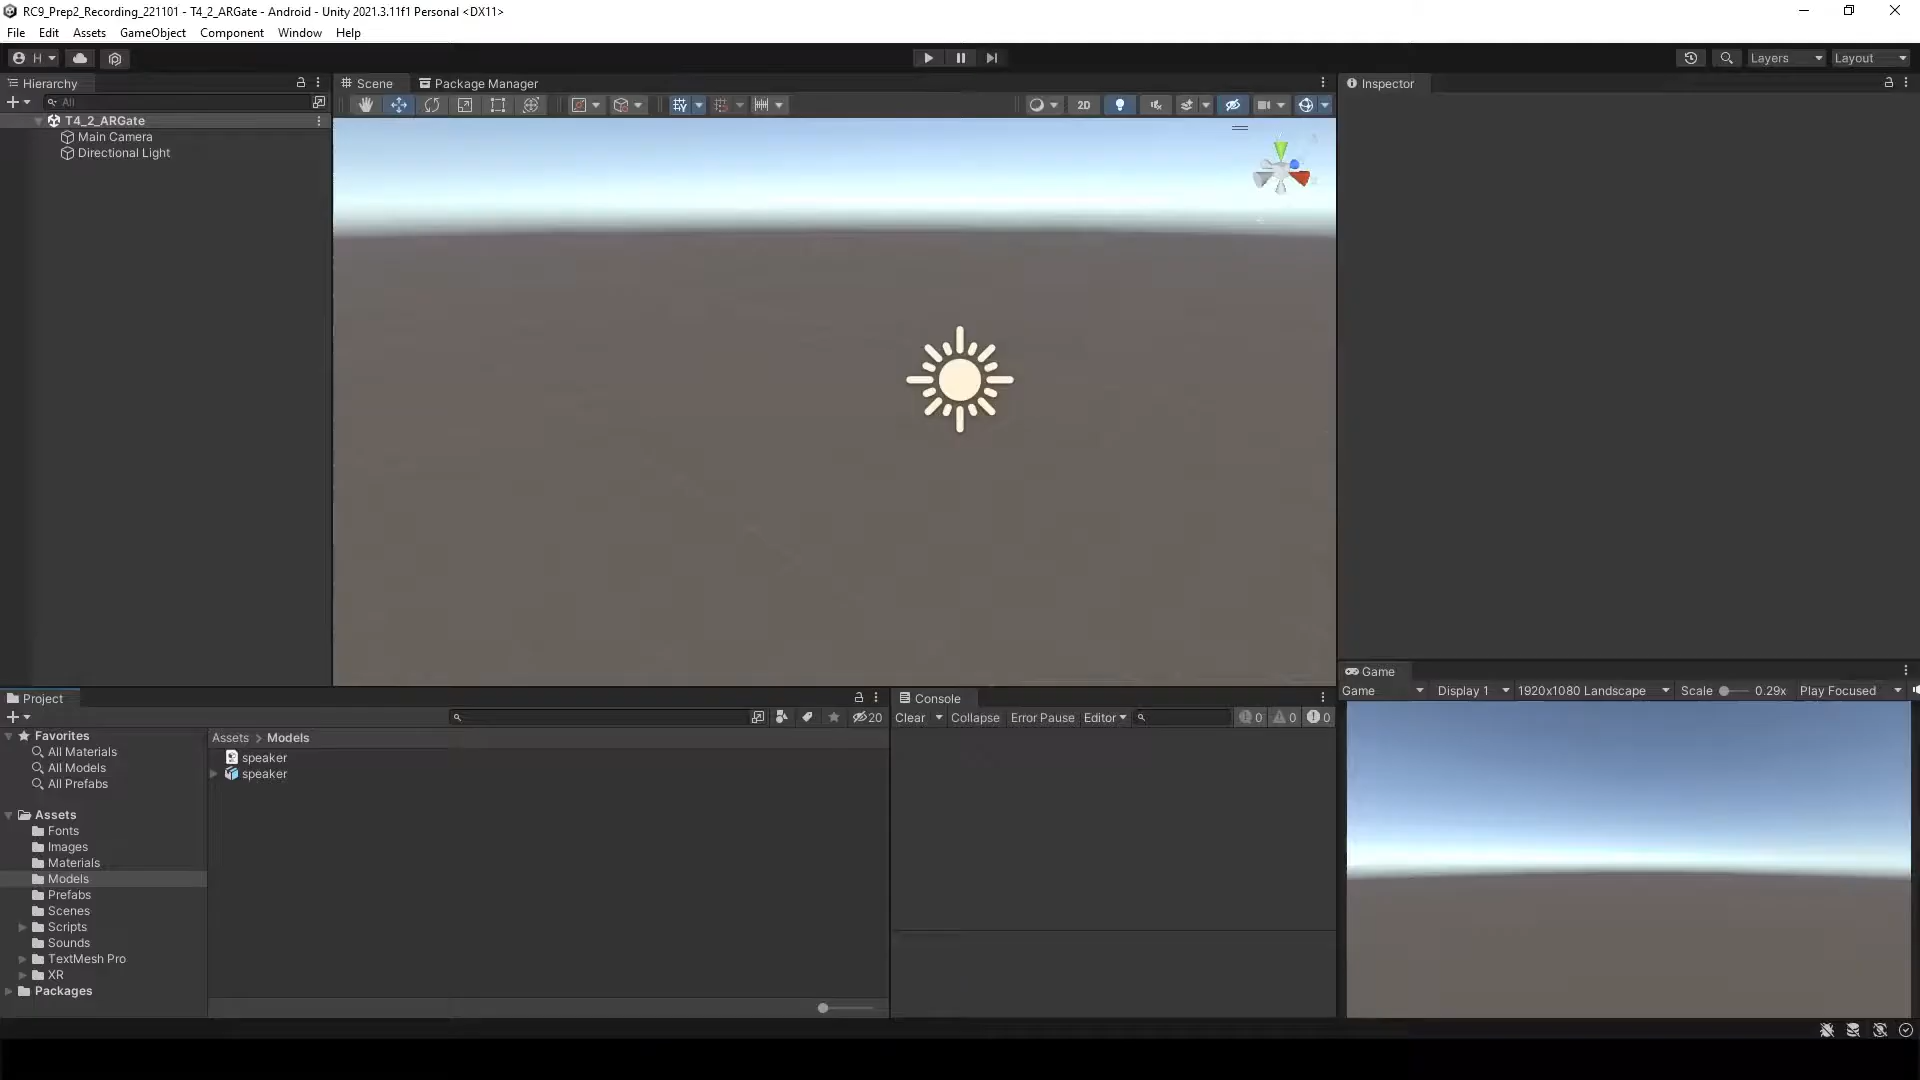 RC9_Prep2_Recording_221101 - T4_2_ARGate - Android - Unity 2021.3.11f1 Personal <DX11>
File Edit Assets GameObject Component Window Help
H Layers Layout
Hierarchy
All
T4_2_ARGate
Main Camera
Directional Light
Scene Package Manager
2D
Inspector
Game
Game Display 1 1920x1080 Landscape Scale 0.29x Play Focused
Project
20
Favorites
All Materials
All Models
All Prefabs
Assets
Fonts
Images
Materials
Models
Prefabs
Scenes
Scripts
Sounds
TextMesh Pro
XR
Packages
Assets > Models
speaker
speaker
Console
Clear Collapse Error Pause Editor 0 0 0